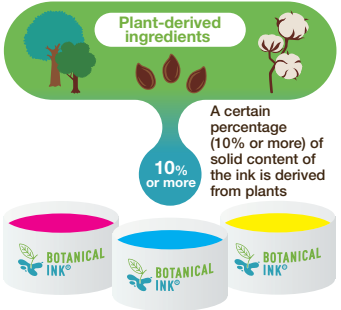 Plant-derived
ingredients
10%
or more
A certain
percentage
(10% or more) of
solid content of
the ink is derived
from plants
BOTANICAL
INK®
BOTANICAL
INK®
BOTANICAL
INK®